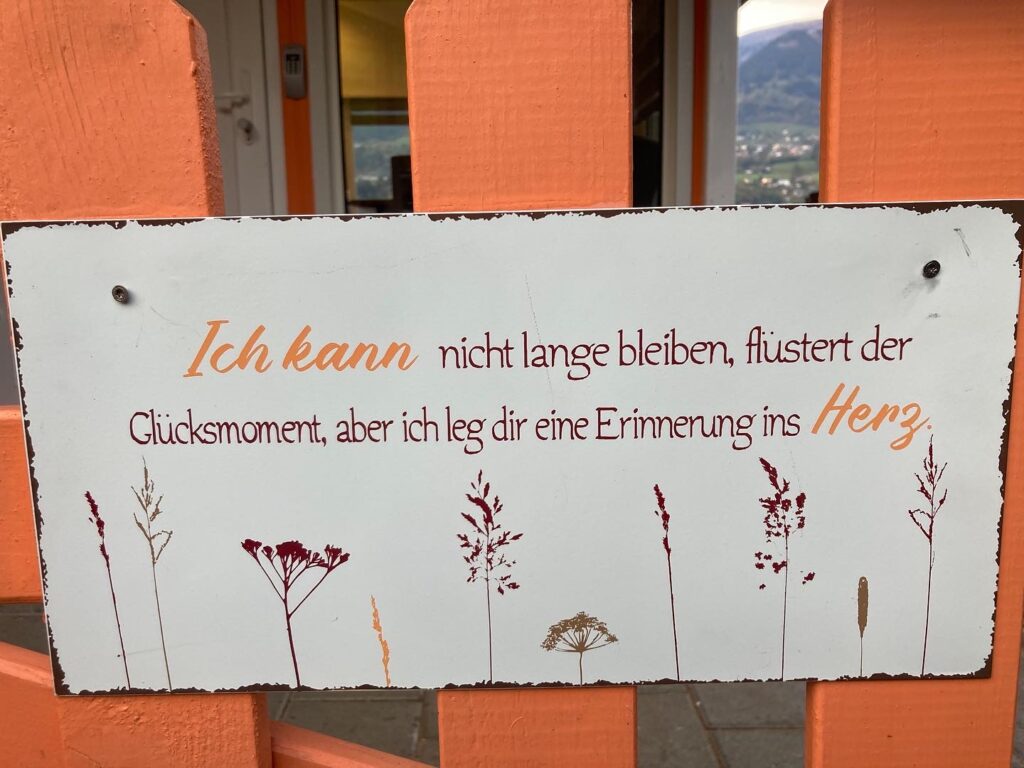 Ich kann nicht lange bleiben, flüstert der
Glücksmoment, aber ich leg dir eine Erinnerung ins Herz.